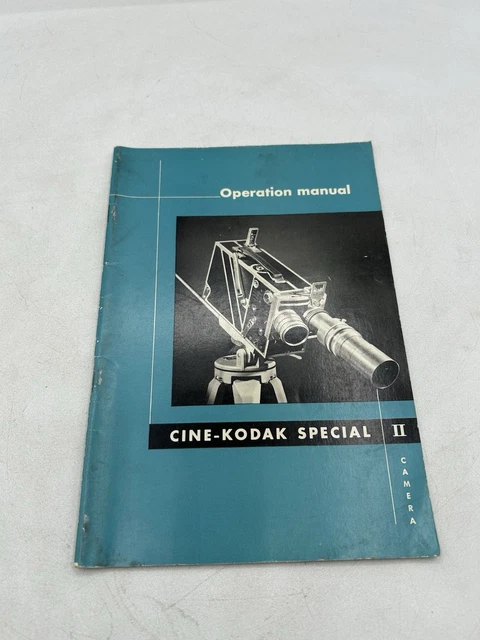 Operation manual
CINE-KODAK SPECIAL II
CAMERA